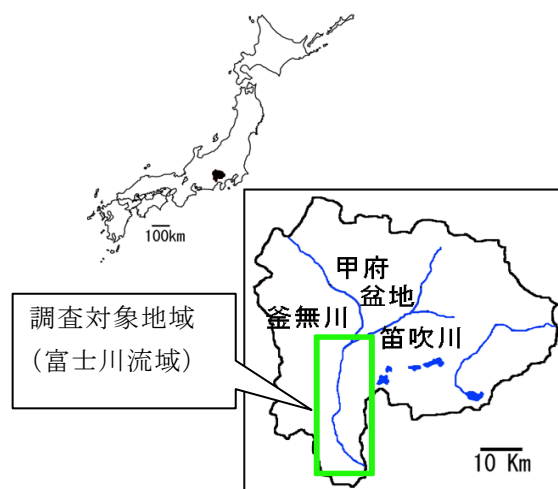 100km
甲府
盆地
釜無川
笛吹川
調査対象地域
（富士川流域）
10 Km